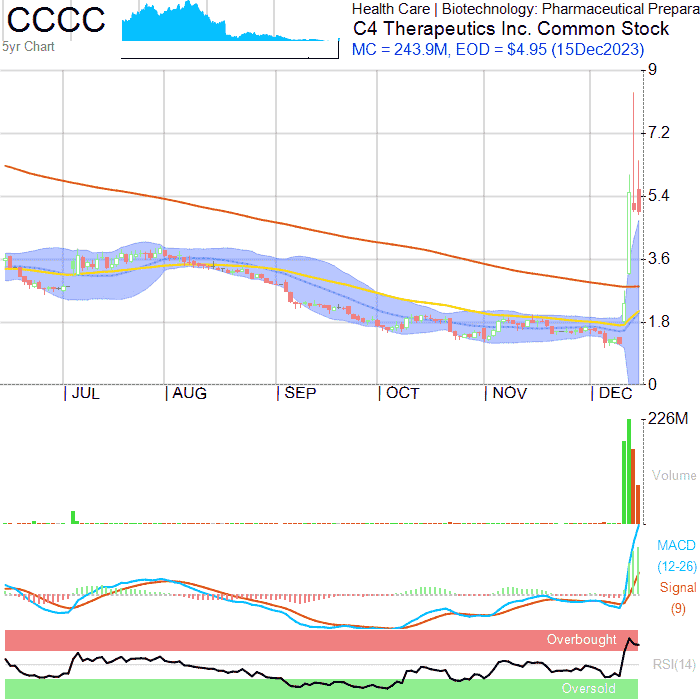 CCCC
5yr Chart
Health Care | Biotechnology: Pharmaceutical Prepara
C4 Therapeutics Inc. Common Stock
MC = 243.9M, EOD = $4.95 (15Dec2023)
9
7.2
5.4
3.6
1.8
0
| JUL | AUG | SEP | OCT | NOV | DEC
226M
Volume
MACD
(12-26)
Signal
(9)
Overbought
RSI(14)
Oversold